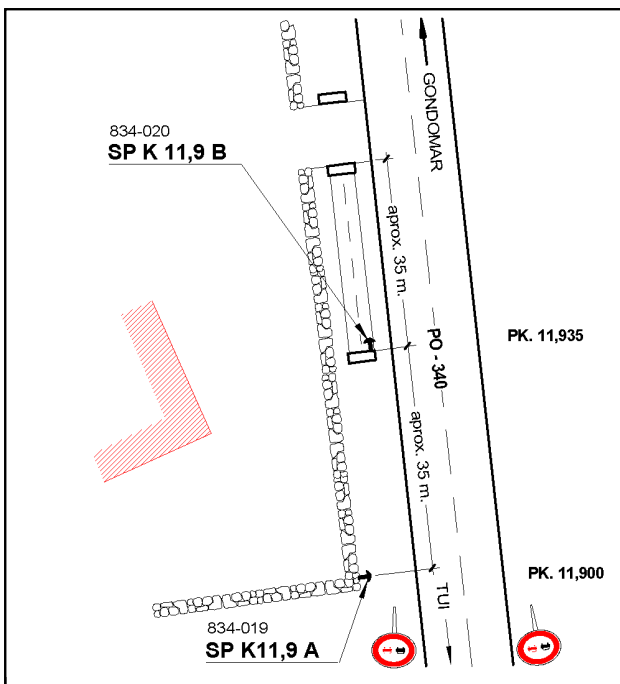 GONDOMAR
834-020
SP K 11,9 B
aprox. 35 m.
PO - 340
PK. 11,935
aprox. 35 m.
PK. 11,900
TUI
834-019
SP K11,9 A